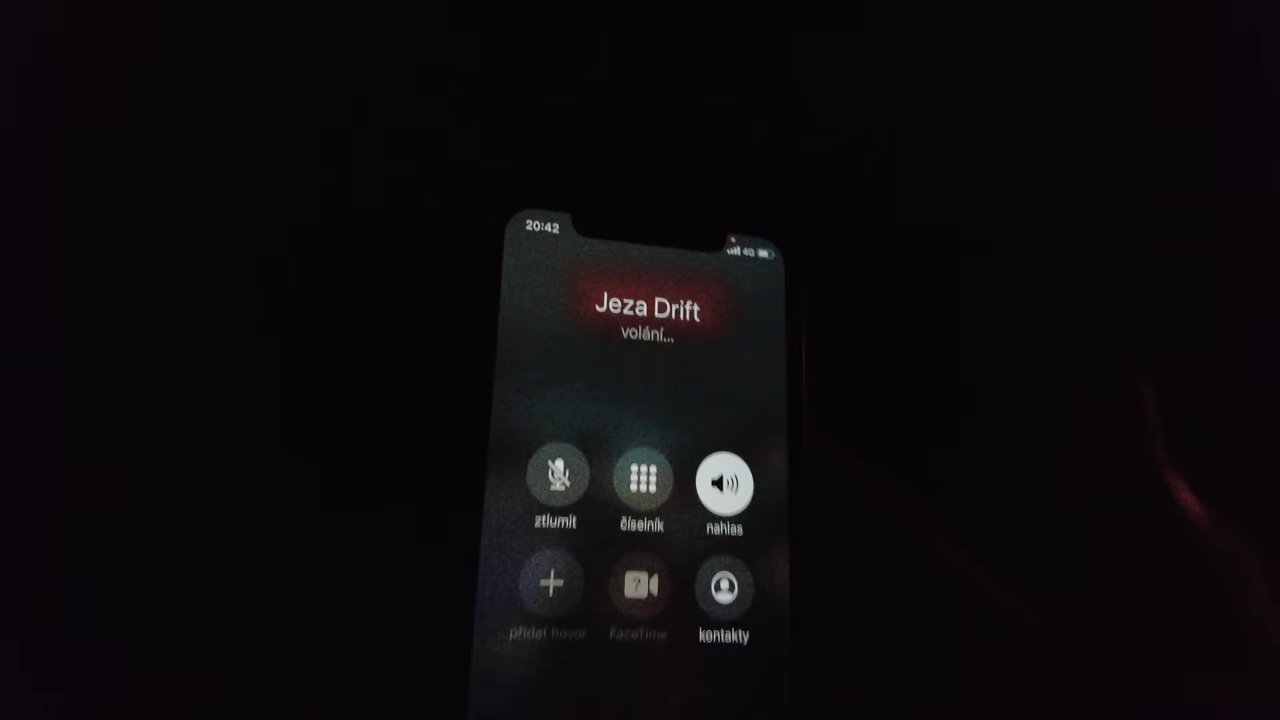 20:42
4G
Jeza Drift
volání...
ztlumit
číselník
nahlas
přidat hovor
FaceTime
kontakty